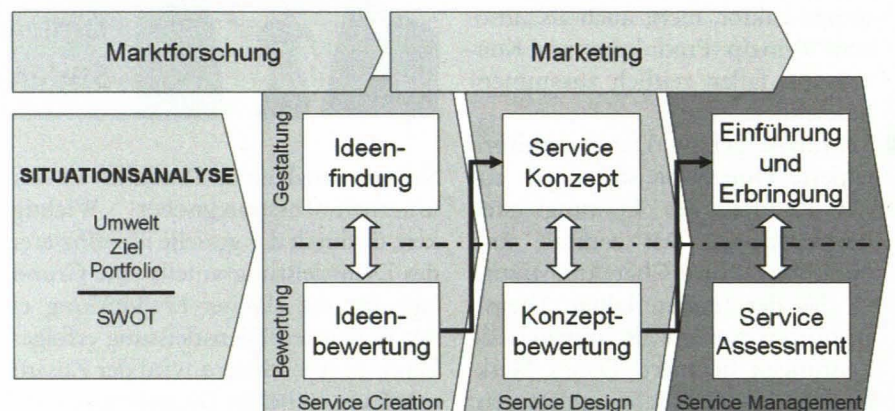 Marktforschung
Marketing
SITUATIONSANALYSE
Umwelt
Ziel
Portfolio
SWOT
Gestaltung
Bewertung
Ideen-
findung
Ideen-
bewertung
Service Creation
Service
Konzept
Konzept-
bewertung
Service Design
Einführung
und
Erbringung
Service
Assessment
Service Management